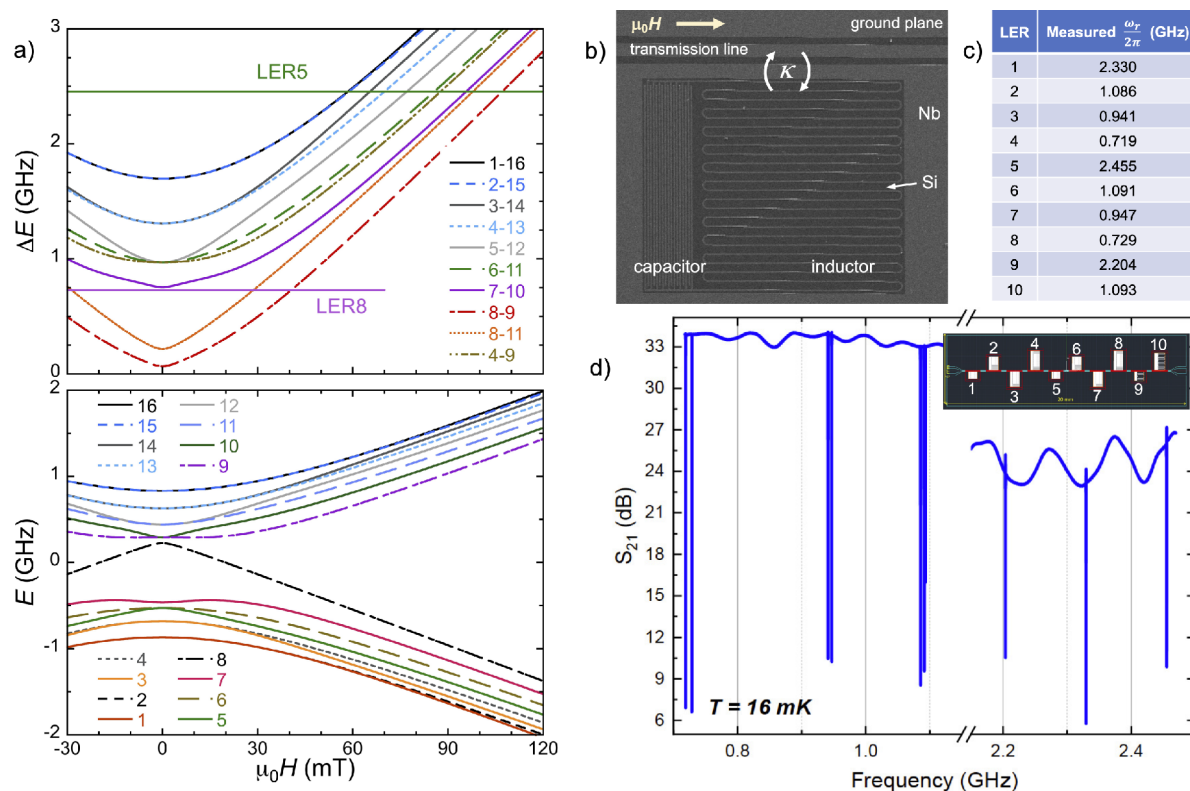 a)
3
2
1
0
ΔE (GHz)
LER5
LER8
1-16
2-15
3-14
4-13
5-12
6-11
7-10
8-9
8-11
4-9
2
1
0
-1
-2
E (GHz)
16 12
15 11
14 10
13 9
4 8
3 7
2 6
1 5
-30 0 30 60 90 120
μ₀H (mT)
b)
μ₀H
ground plane
transmission line
κ
Nb
Si
capacitor inductor
c)
LER Measured ωᵣ/2π (GHz)
1 2.330
2 1.086
3 0.941
4 0.719
5 2.455
6 1.091
7 0.947
8 0.729
9 2.204
10 1.093
d)
33
30
27
24
21
18
15
12
9
6
S₂₁ (dB)
2 4 6 8 10
1 3 5 7 9
T = 16 mK
0.8 1.0 2.2 2.4
Frequency (GHz)